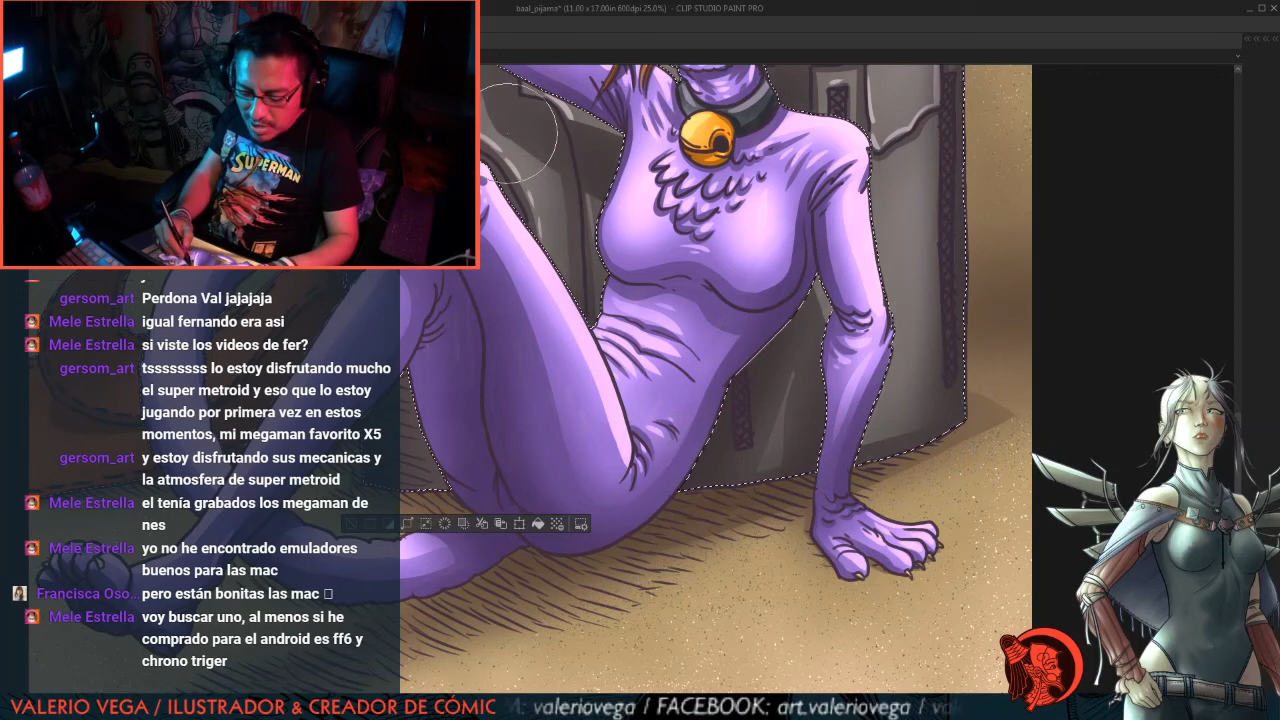 baal_pijama* (11.00 x 17.00in 600dpi 25.0%) - CLIP STUDIO PAINT PRO
SUPERMAN
gersom_art Perdona Val jajajaja
Mele Estrella igual fernando era asi
Mele Estrella si viste los videos de fer?
gersom_art tssssssss lo estoy disfrutando mucho
el super metroid y eso que lo estoy
jugando por primera vez en estos
momentos, mi megaman favorito X5
gersom_art y estoy disfrutando sus mecanicas y
la atmosfera de super metroid
Mele Estrella el tenía grabados los megaman de
nes
Mele Estrella yo no he encontrado emuladores
buenos para las mac
Francisca Oso... pero están bonitas las mac
Mele Estrella voy buscar uno, al menos si he
comprado para el android es ff6 y
chrono triger
VALERIO VEGA / ILUSTRADOR & CREADOR DE CÓMIC
valeriovega / FACEBOOK: art.valeriovega /